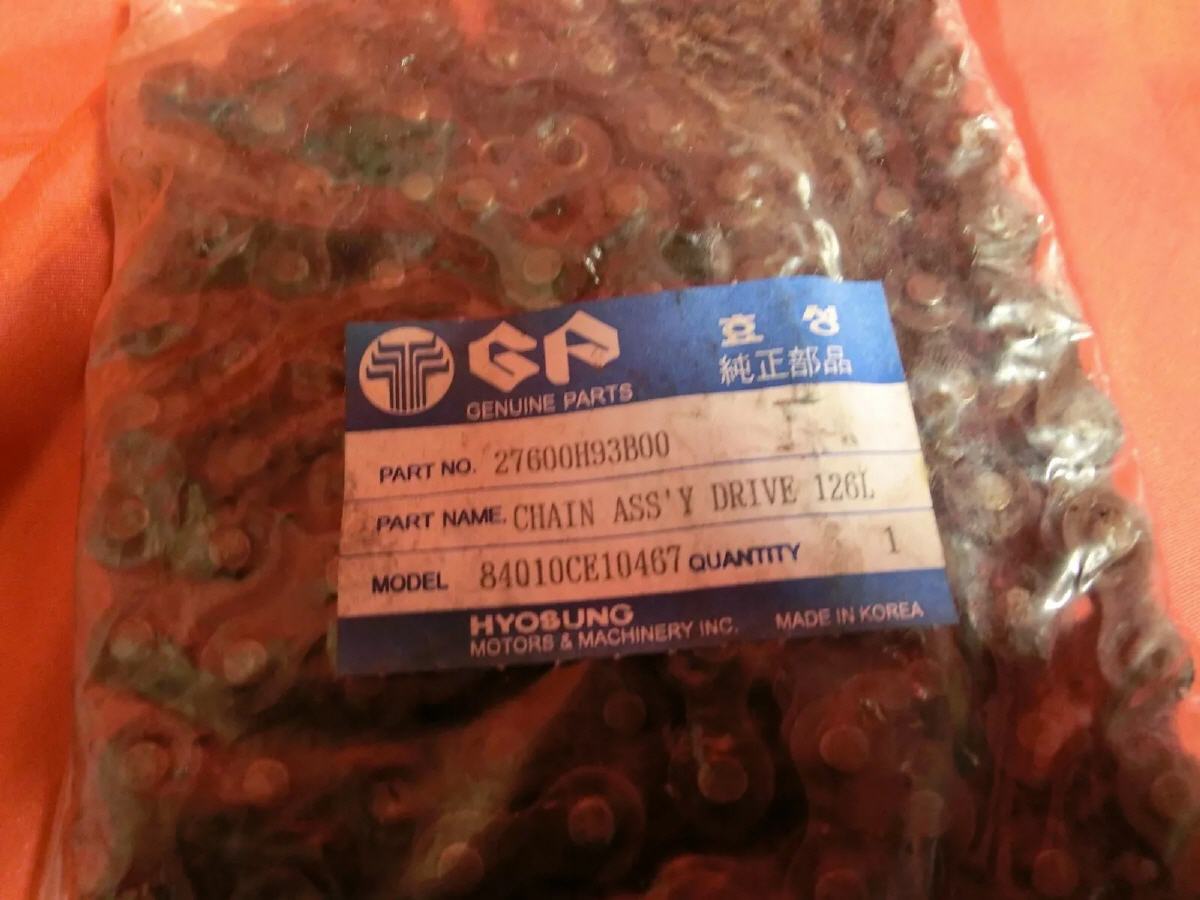 GP
효성
GENUINE PARTS
純正部品
PART NO. 27600H93B00
PART NAME. CHAIN ASS'Y DRIVE 126L
MODEL 84010CE10467 QUANTITY 1
HYOSUNG
MOTORS & MACHINERY INC. MADE IN KOREA